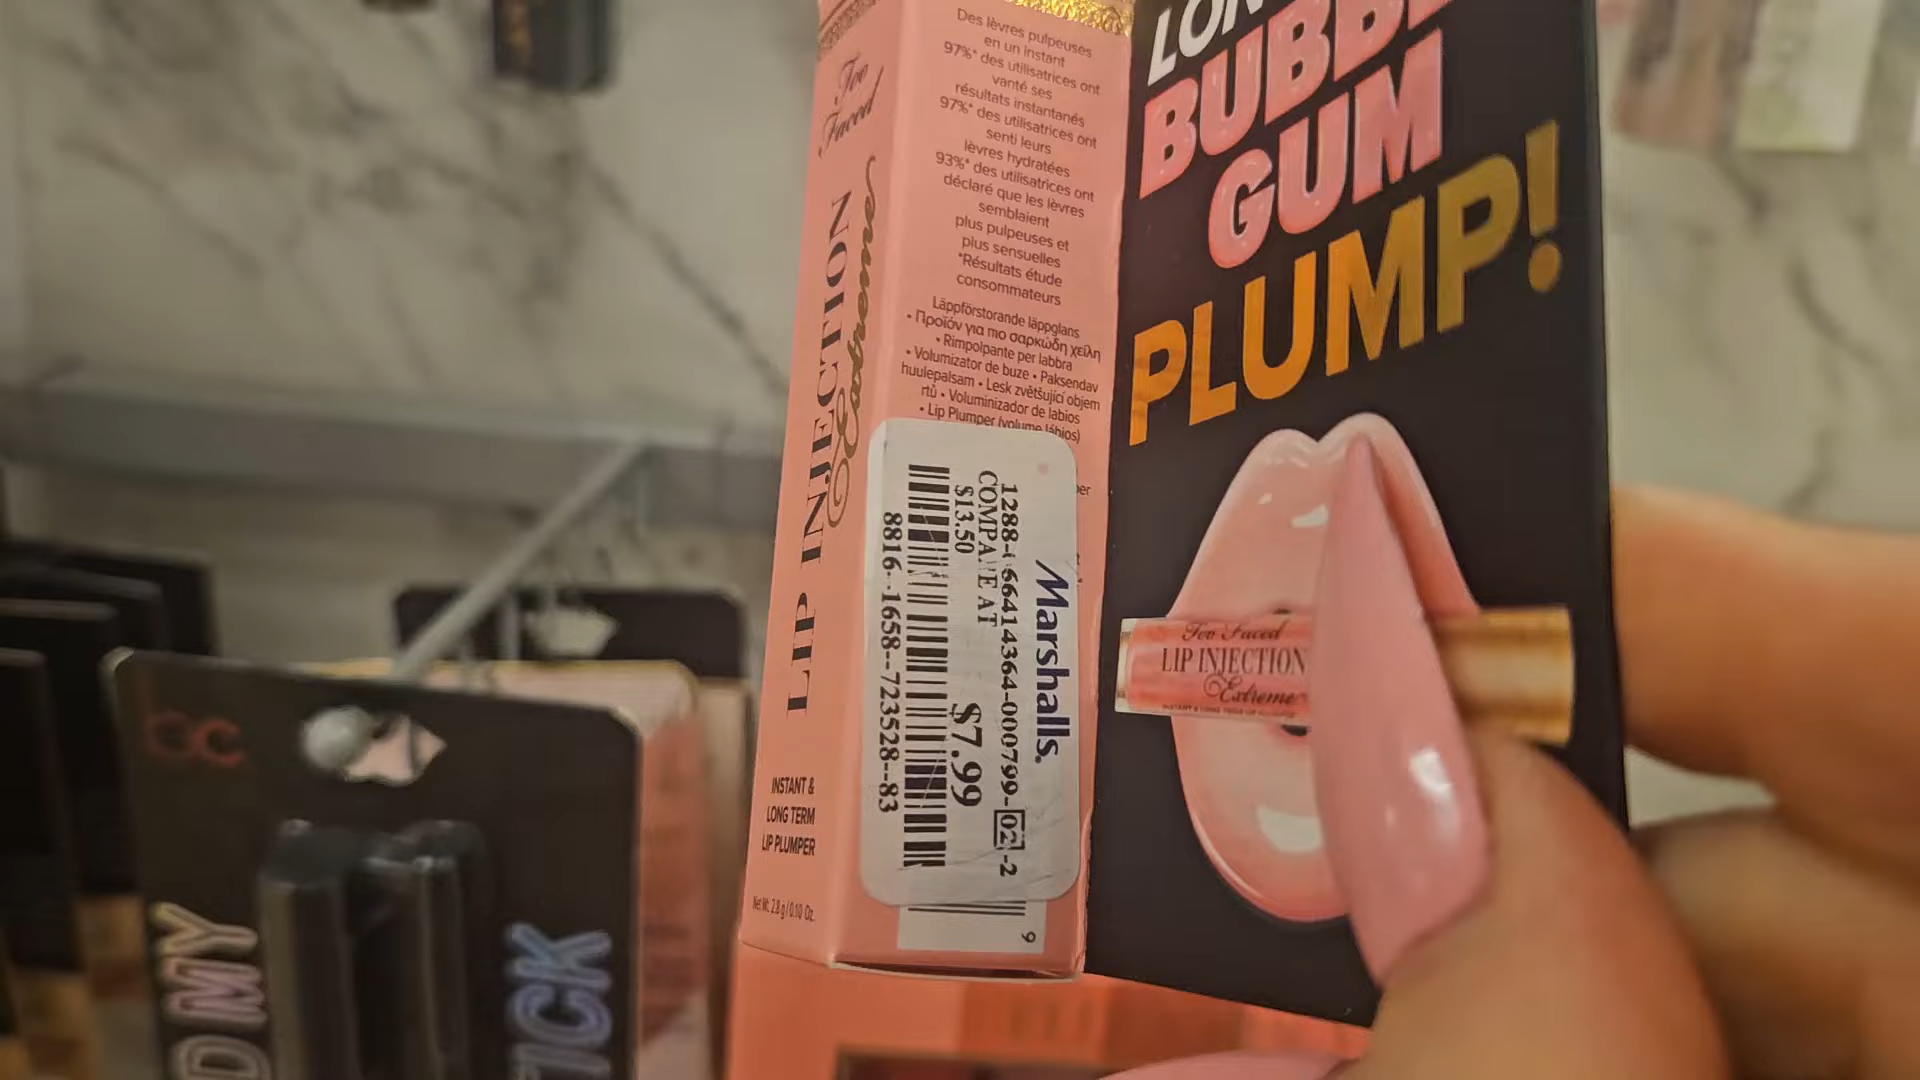 Too
Faced
LIP INJECTION
Extreme
INSTANT &
LONG TERM
LIP PLUMPER
Net Wt. 2.8 g / 0.10 Oz.
Des lèvres pulpeuses
en un instant
97%* des utilisatrices ont
vanté ses
résultats instantanés
97%* des utilisatrices ont
senti leurs
lèvres hydratées
93%* des utilisatrices ont
déclaré que les lèvres
semblaient
plus pulpeuses et
plus sensuelles
*Résultats étude
consommateurs
Läppförstorande läppglans
• Προϊόν για πιο σαρκώδη χείλη
• Rimpolpante per labbra
• Volumizator de buze • Paksendav
huulepalsam • Lesk zvětšující objem
rtů • Voluminizador de labios
• Lip Plumper (volume lábios)
Marshalls.
COMPARE AT
$13.50
$7.99
8816--1658--723528--83
9
BUBB
GUM
PLUMP!
Too Faced
LIP INJECTION
Extreme
D MY